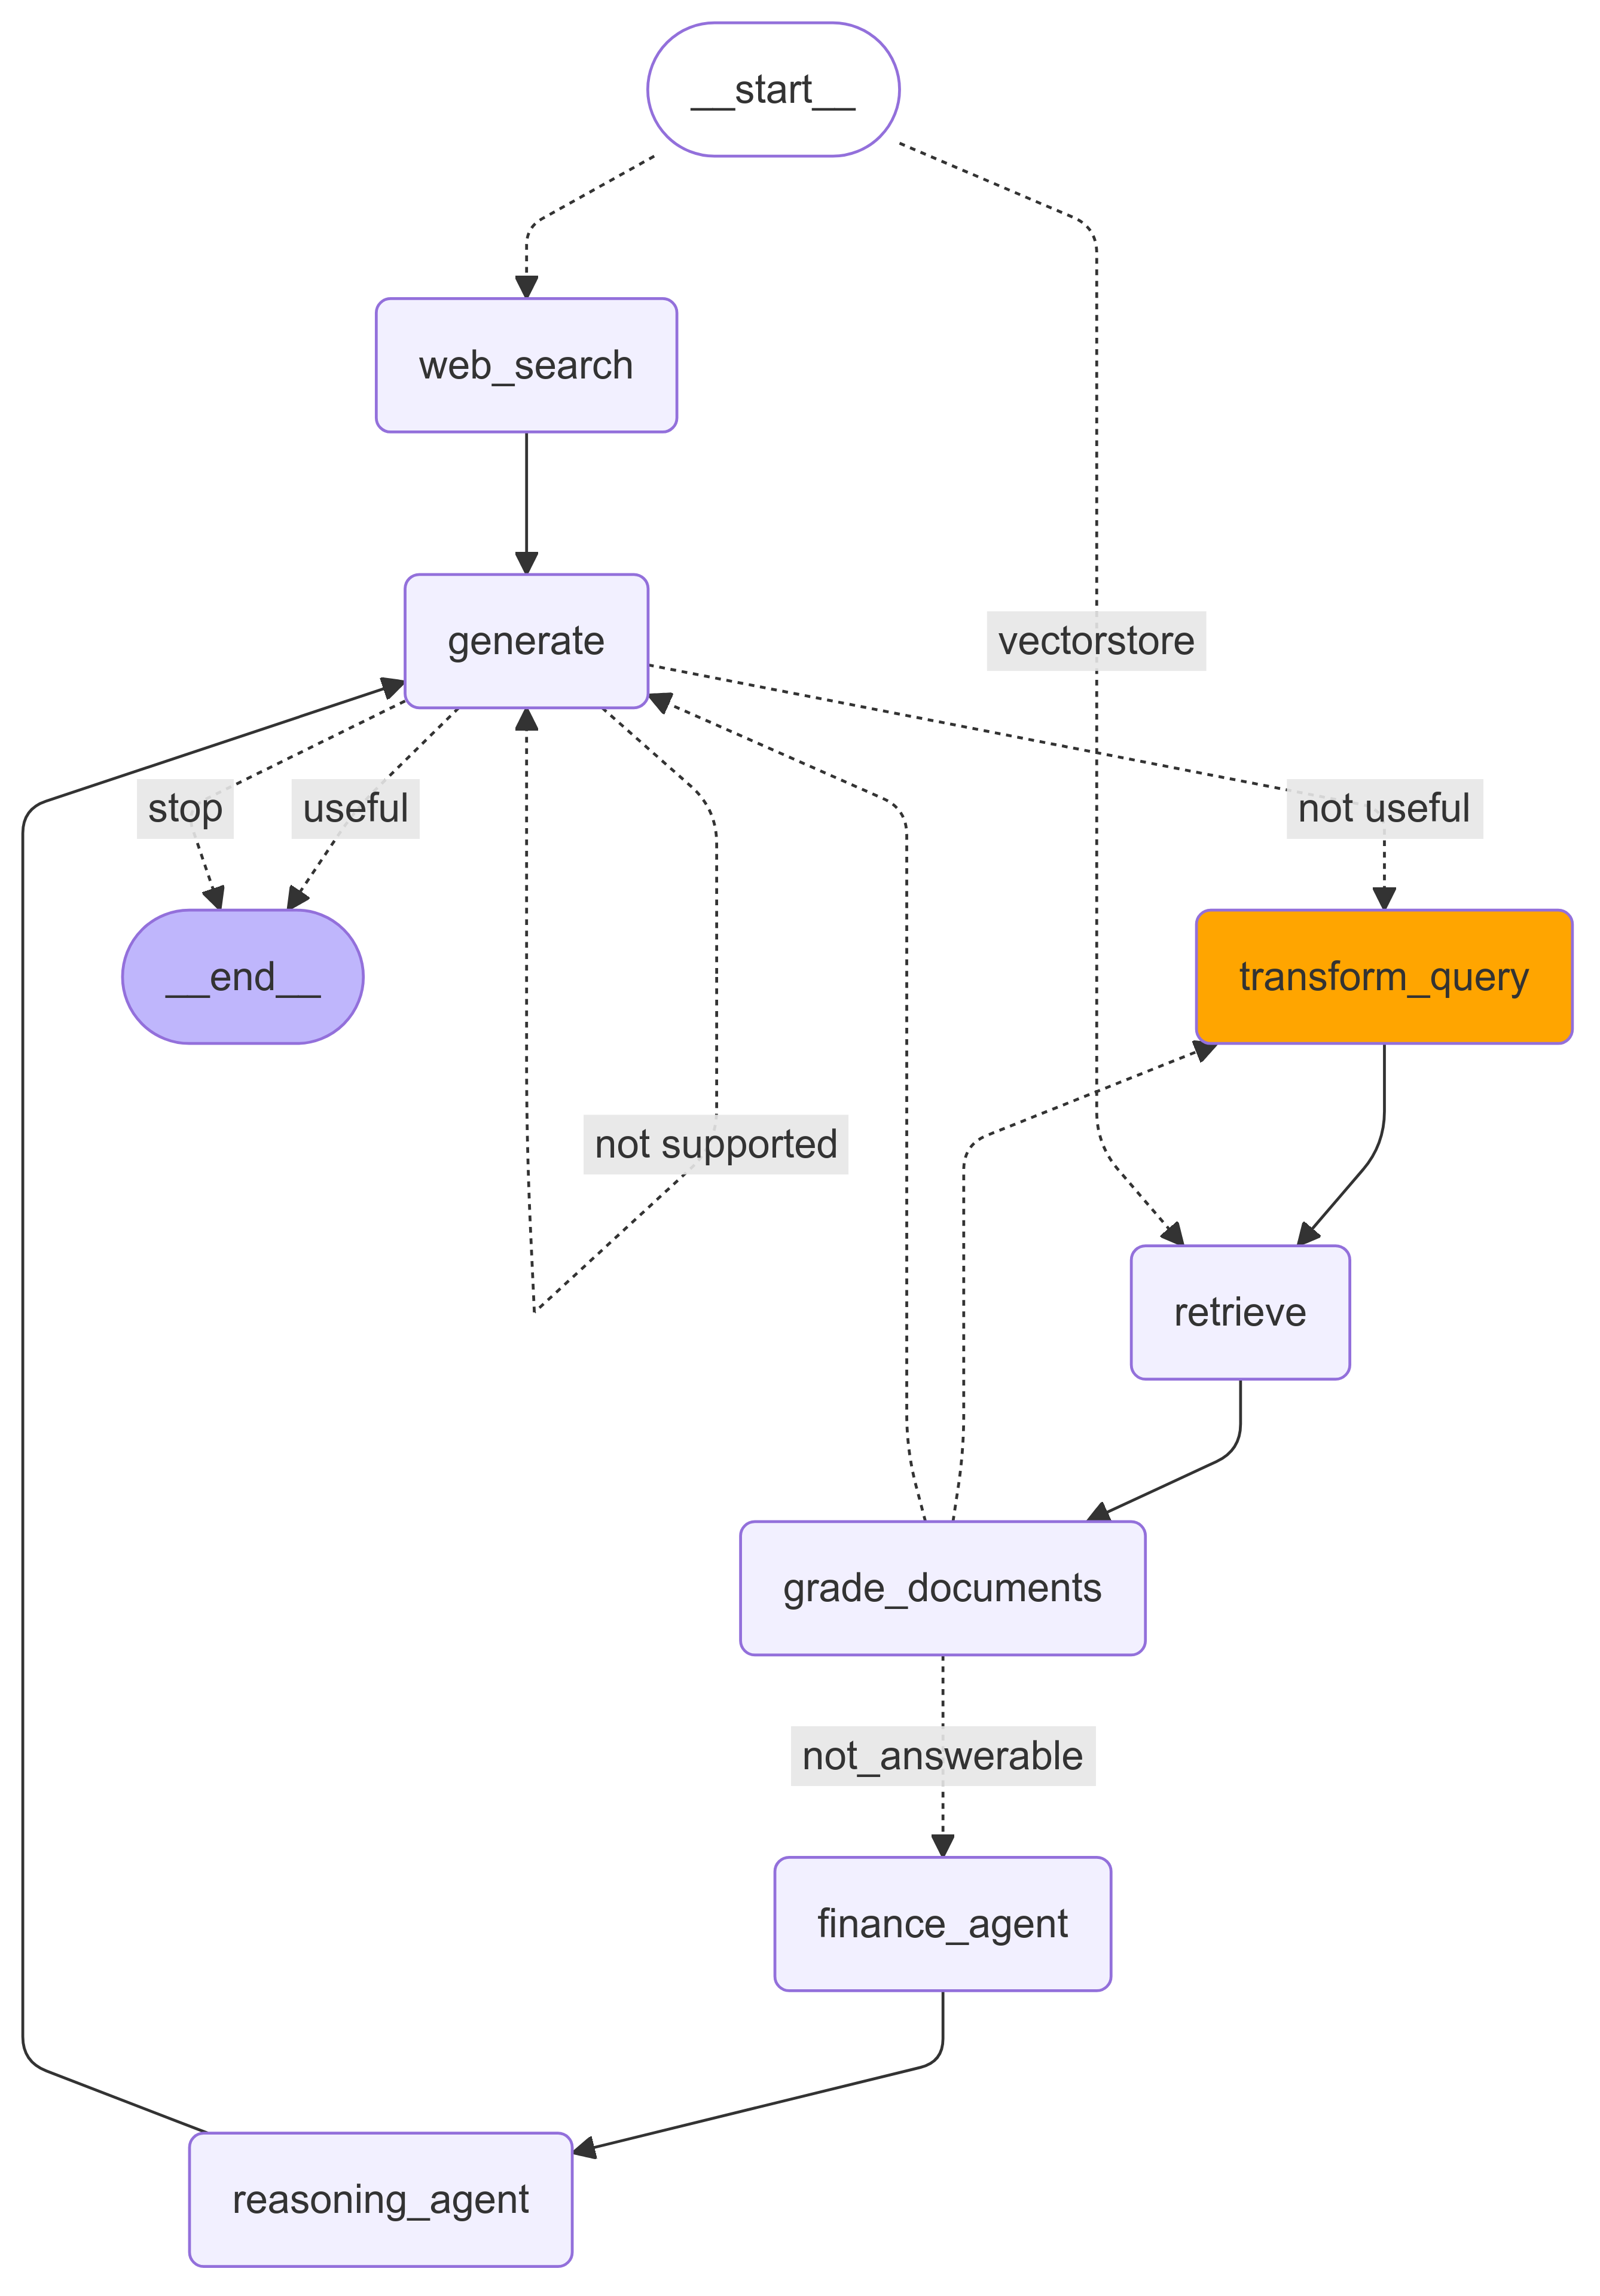 __start__
web_search
generate
vectorstore
stop
useful
not useful
__end__
transform_query
not supported
retrieve
grade_documents
not_answerable
finance_agent
reasoning_agent